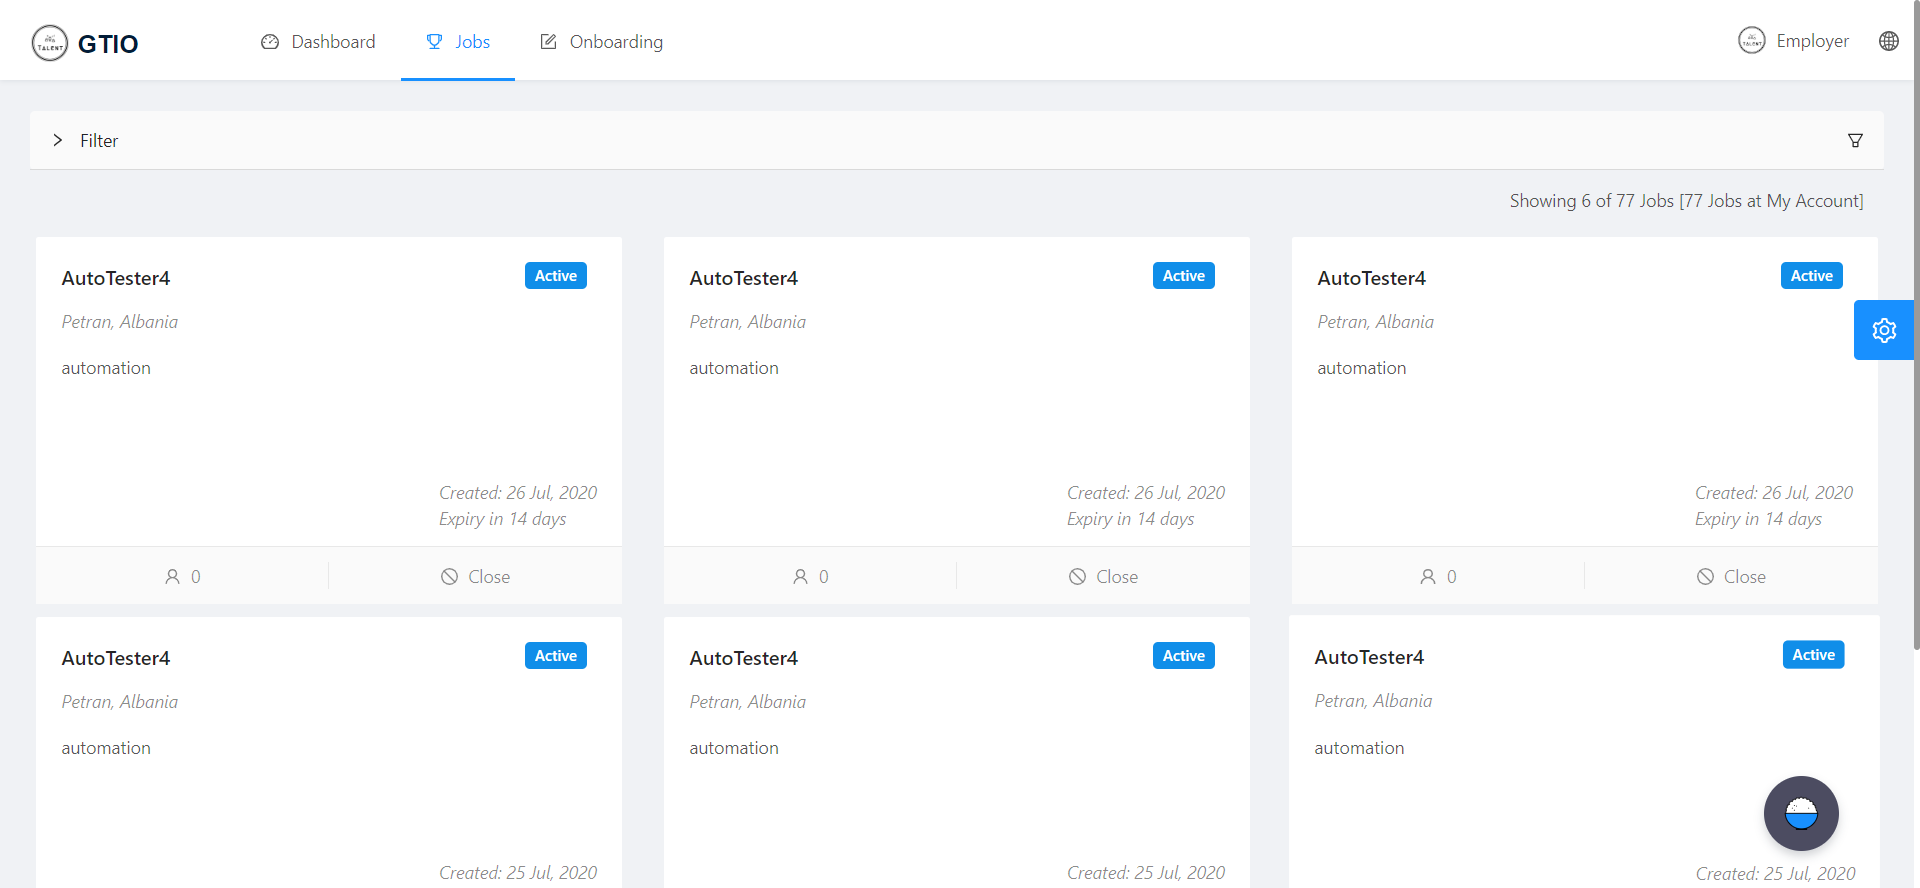 TALENT GTIO Dashboard Jobs Onboarding TALENT Employer
Filter
Showing 6 of 77 Jobs [77 Jobs at My Account]
AutoTester4 Active
Petran, Albania
automation
Created: 26 Jul, 2020
Expiry in 14 days
0 Close
AutoTester4 Active
Petran, Albania
automation
Created: 26 Jul, 2020
Expiry in 14 days
0 Close
AutoTester4 Active
Petran, Albania
automation
Created: 26 Jul, 2020
Expiry in 14 days
0 Close
AutoTester4 Active
Petran, Albania
automation
Created: 25 Jul, 2020
AutoTester4 Active
Petran, Albania
automation
Created: 25 Jul, 2020
AutoTester4 Active
Petran, Albania
automation
Created: 25 Jul, 2020